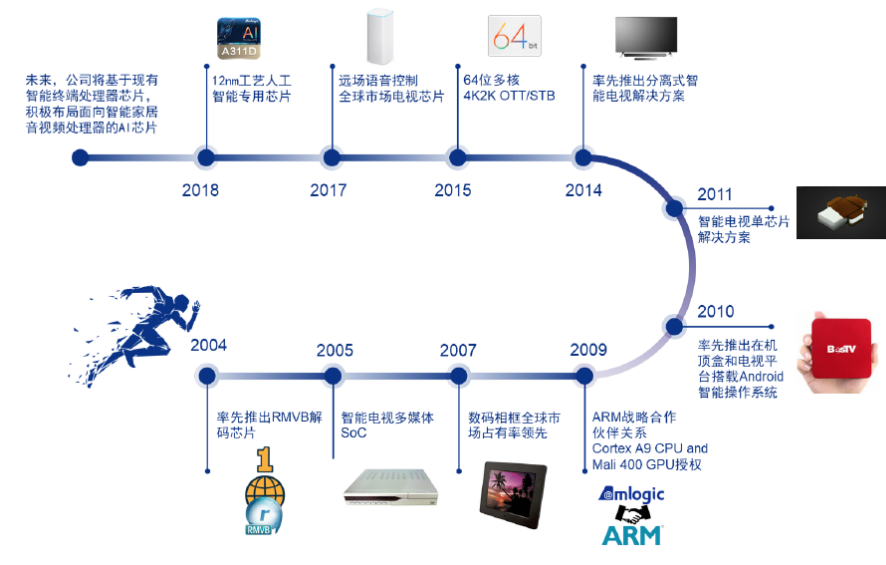 Amlogic
AI
A311D
64
bit
未来，公司将基于现有
智能终端处理器芯片，
积极布局面向智能家居
音视频处理器的AI芯片
12nm工艺人工
智能专用芯片
远场语音控制
全球市场电视芯片
64位多核
4K2K OTT/STB
率先推出分离式智
能电视解决方案
2018
2017
2015
2014
2011
智能电视单芯片
解决方案
2010
率先推出在机
顶盒和电视平
台搭载Android
智能操作系统
BesTV
2004
2005
2007
2009
率先推出RMVB解
码芯片
智能电视多媒体
SoC
数码相框全球市
场占有率领先
ARM战略合作
伙伴关系
Cortex A9 CPU and
Mali 400 GPU授权
1
r
RMVB
Amlogic
ARM